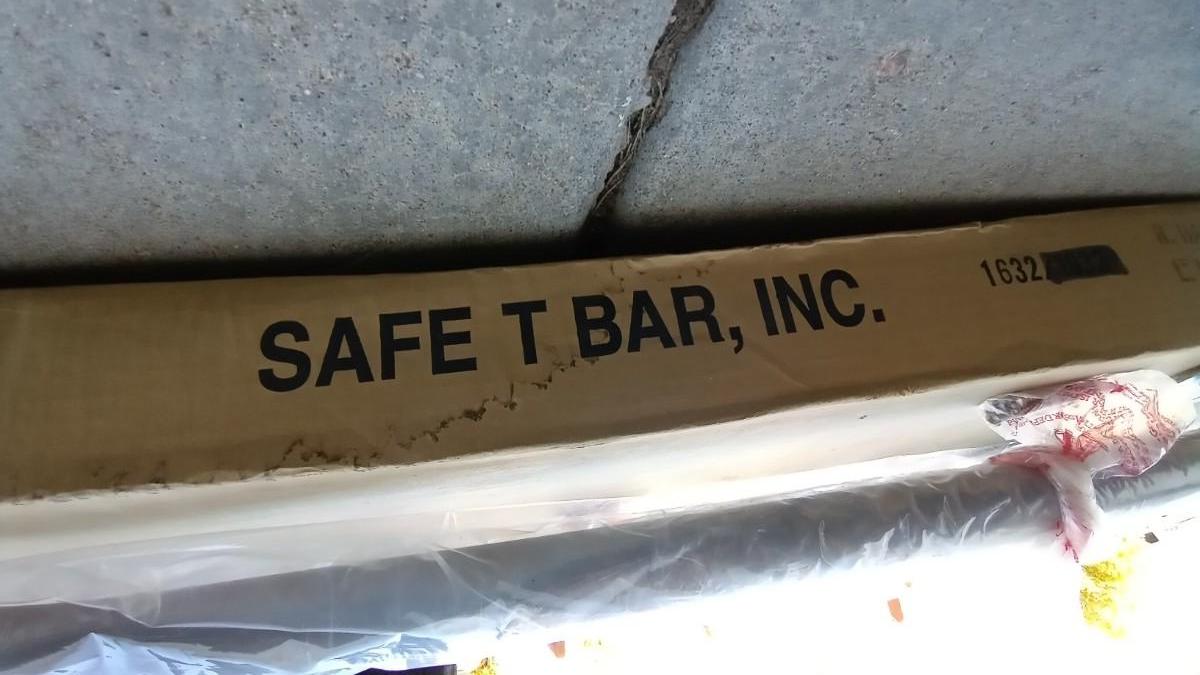 SAFE T BAR, INC.
1632